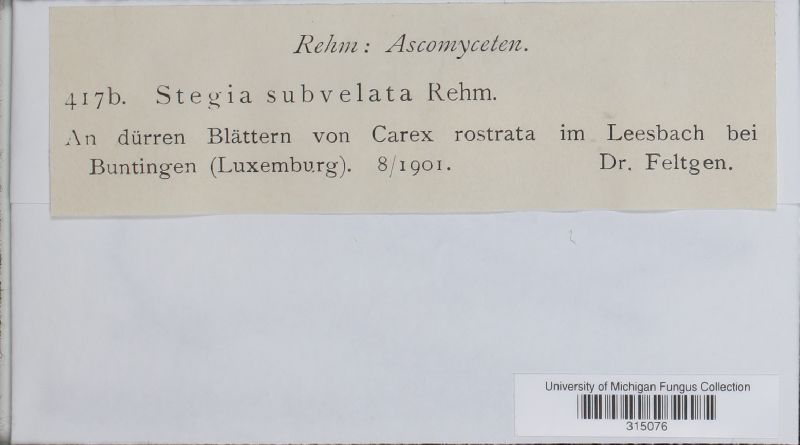 Rehm: Ascomyceten.
417b. Stegia subvelata Rehm.
An dürren Blättern von Carex rostrata im Leesbach bei
Buntingen (Luxemburg). 8/1901. Dr. Feltgen.
University of Michigan Fungus Collection
315076